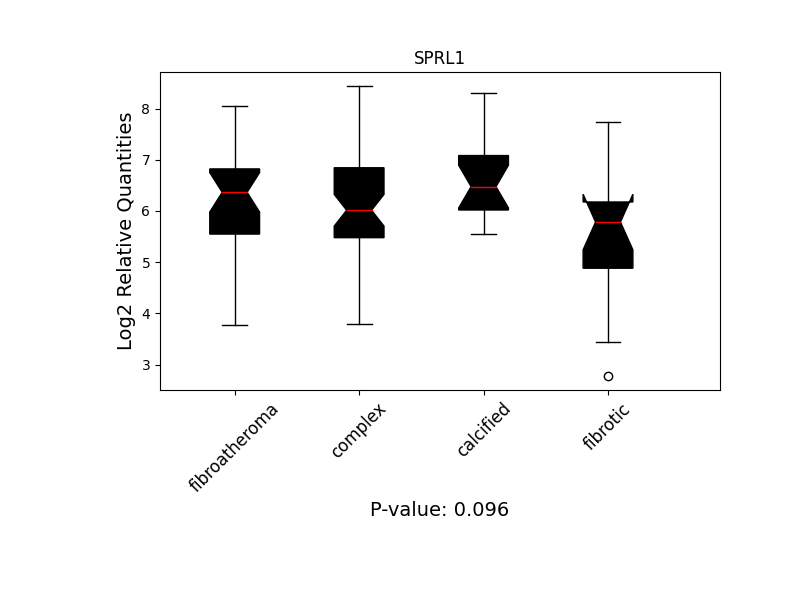 SPRL1
Log2 Relative Quantities
8
7
6
5
4
3
fibroatheroma
complex
calcified
fibrotic
P-value: 0.096